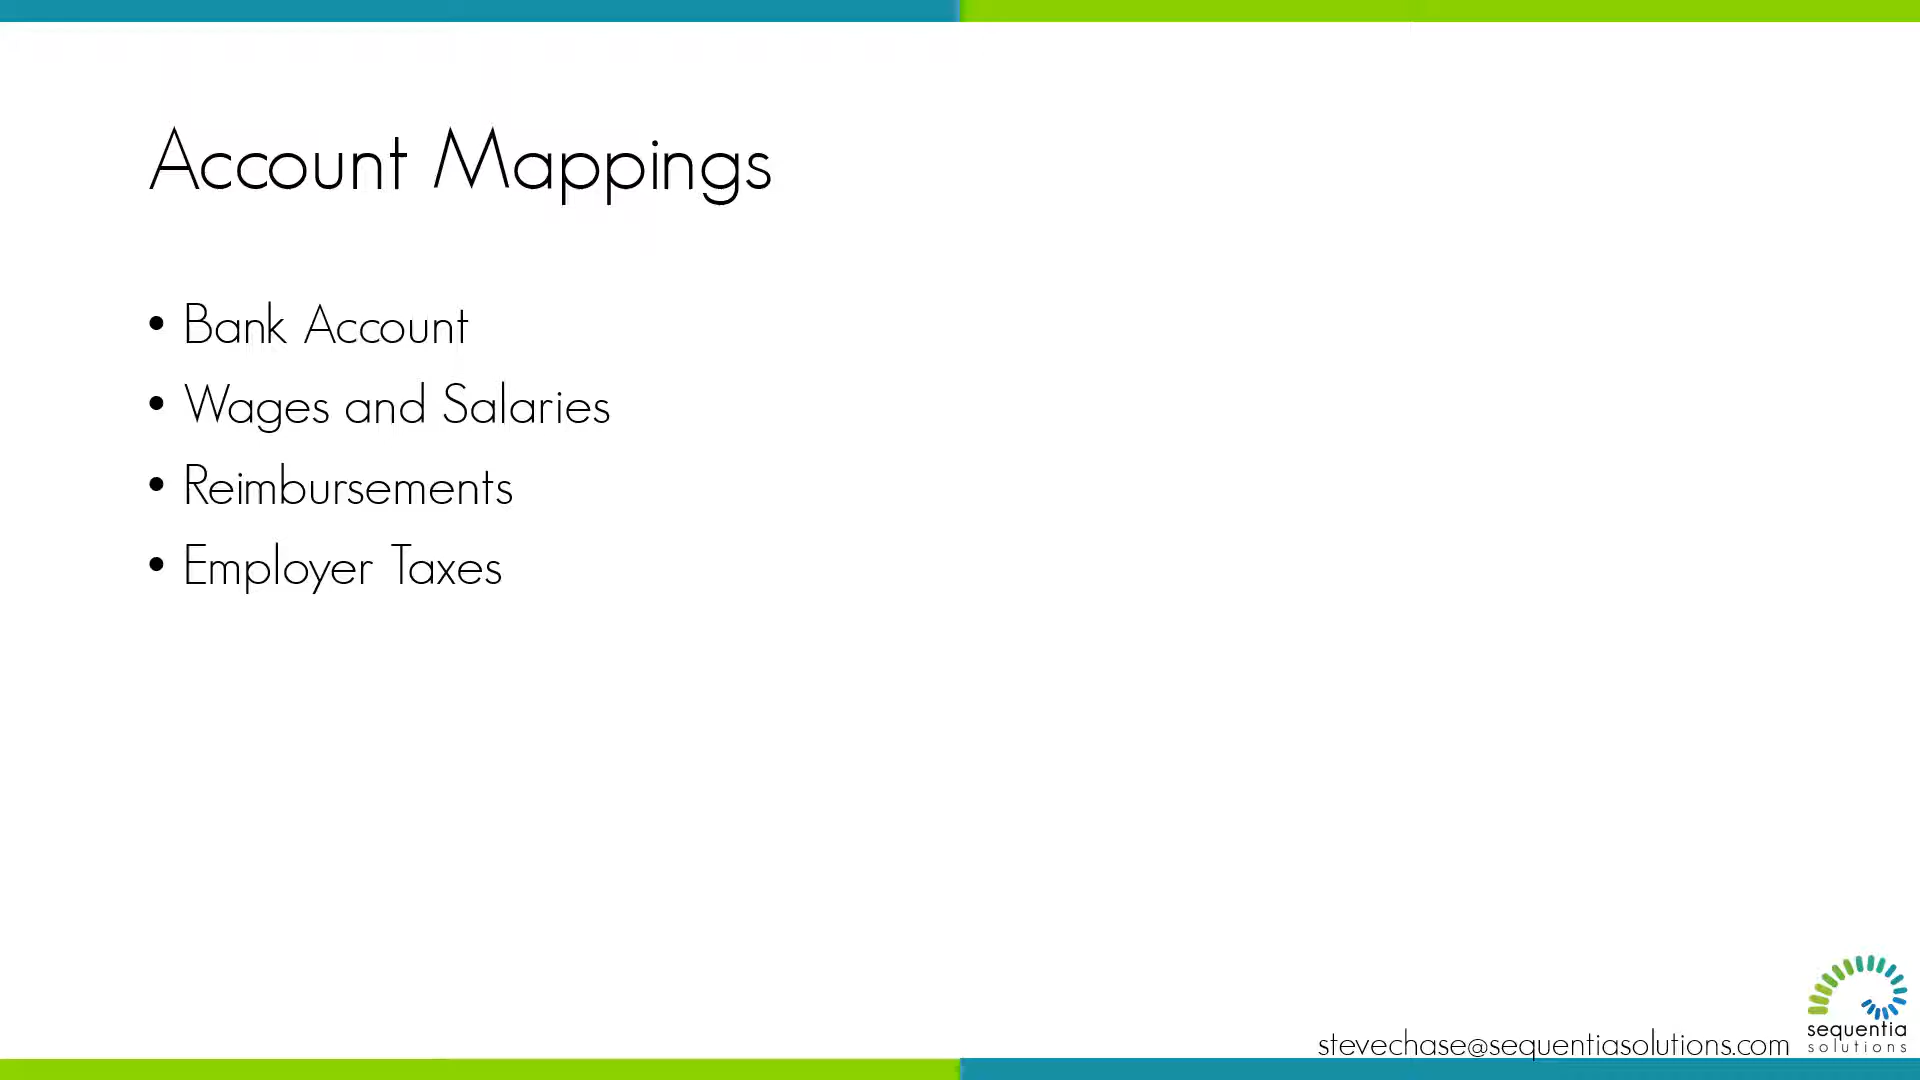 Account Mappings
• Bank Account
• Wages and Salaries
• Reimbursements
• Employer Taxes
stevechase@sequentiasolutions.com
sequentia
solutions